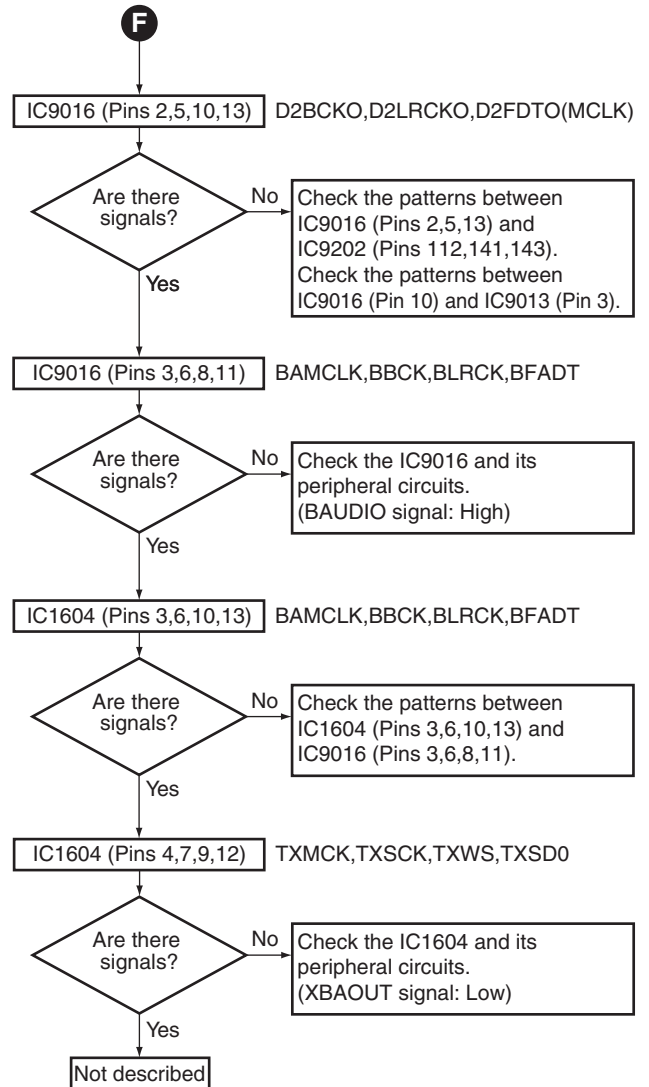 F
IC9016 (Pins 2,5,10,13) D2BCKO,D2LRCKO,D2FDTO(MCLK)
Are there
signals?
No
Check the patterns between
IC9016 (Pins 2,5,13) and
IC9202 (Pins 112,141,143).
Check the patterns between
IC9016 (Pin 10) and IC9013 (Pin 3).
Yes
IC9016 (Pins 3,6,8,11) BAMCLK,BBCK,BLRCK,BFADT
Are there
signals?
No
Check the IC9016 and its
peripheral circuits.
(BAUDIO signal: High)
Yes
IC1604 (Pins 3,6,10,13) BAMCLK,BBCK,BLRCK,BFADT
Are there
signals?
No
Check the patterns between
IC1604 (Pins 3,6,10,13) and
IC9016 (Pins 3,6,8,11).
Yes
IC1604 (Pins 4,7,9,12) TXMCK,TXSCK,TXWS,TXSD0
Are there
signals?
No
Check the IC1604 and its
peripheral circuits.
(XBAOUT signal: Low)
Yes
Not described